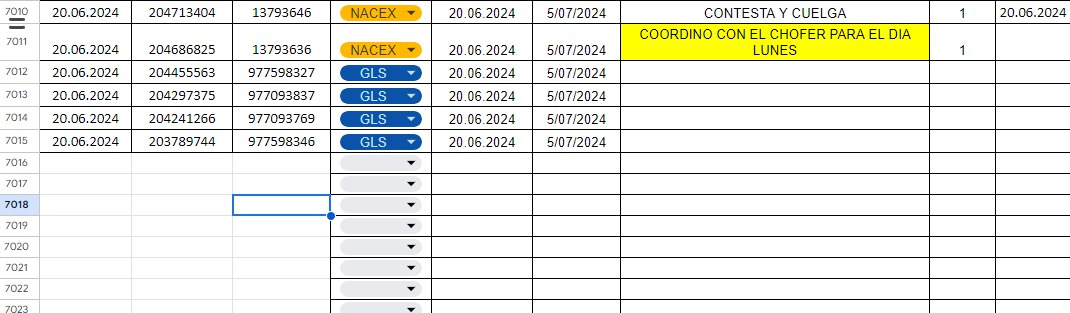 7010 20.06.2024 204713404 13793646 NACEX 20.06.2024 5/07/2024 CONTESTA Y CUELGA 1 20.06.2024
7011 20.06.2024 204686825 13793636 NACEX 20.06.2024 5/07/2024 COORDINO CON EL CHOFER PARA EL DIA
LUNES 1
7012 20.06.2024 204455563 977598327 GLS 20.06.2024 5/07/2024
7013 20.06.2024 204297375 977093837 GLS 20.06.2024 5/07/2024
7014 20.06.2024 204241266 977093769 GLS 20.06.2024 5/07/2024
7015 20.06.2024 203789744 977598346 GLS 20.06.2024 5/07/2024
7016
7017
7018
7019
7020
7021
7022
7023